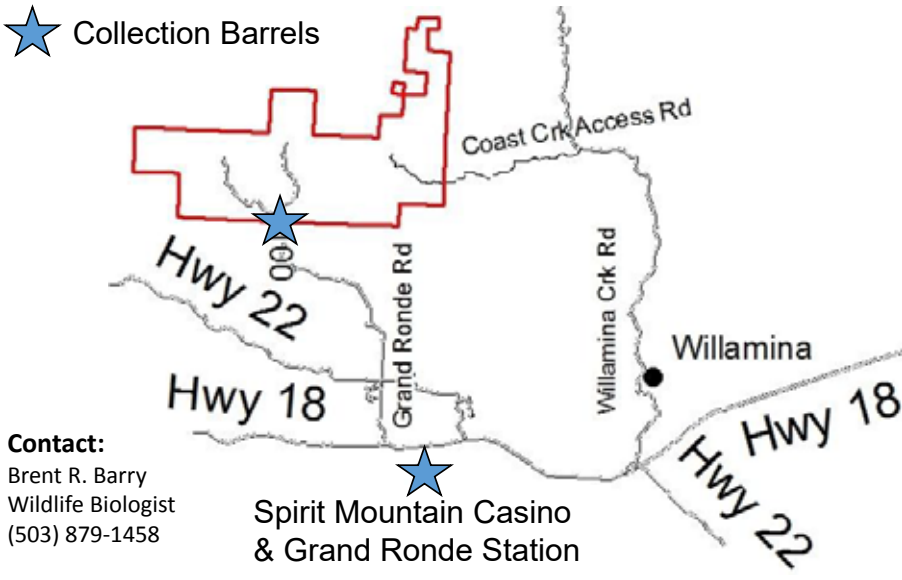 Collection Barrels
Coast Crk Access Rd
100
Hwy 22
Grand Ronde Rd
Willamina Crk Rd
Willamina
Hwy 18
Hwy 18
Hwy 22
Contact:
Brent R. Barry
Wildlife Biologist
(503) 879-1458
Spirit Mountain Casino
& Grand Ronde Station